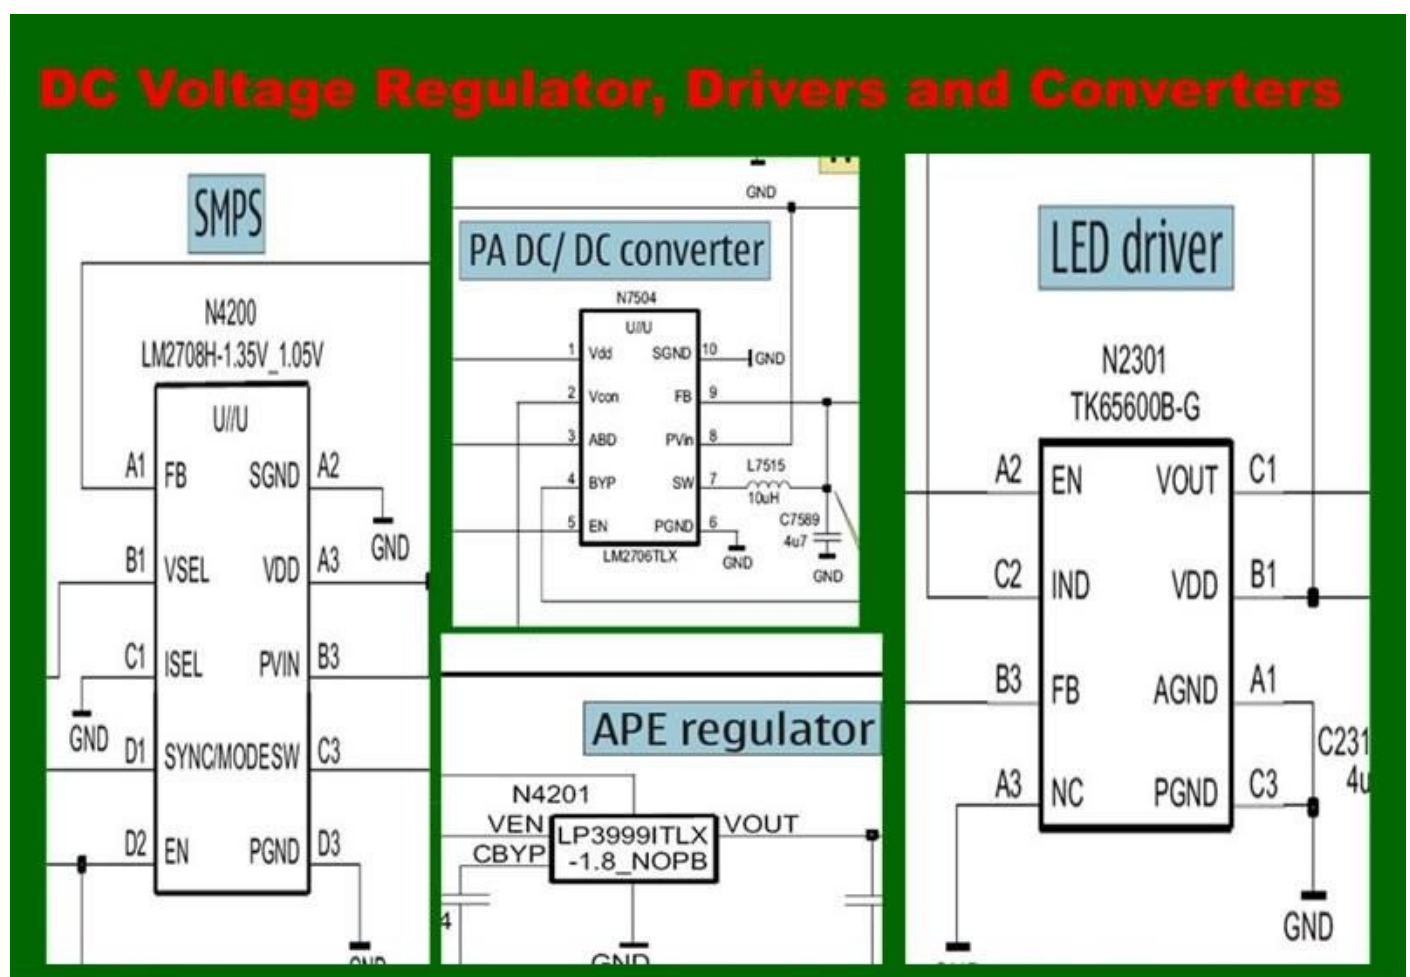 DC Voltage Regulator, Drivers and Converters
SMPS
N4200
LM2708H-1.35V_1.05V
U//U
A1 FB SGND A2
GND
B1 VSEL VDD A3
C1 ISEL PVIN B3
GND
D1 SYNC/MODESW C3
D2 EN PGND D3
GND
GND
PA DC/ DC converter
N7504
U//U
1 Vdd SGND 10 GND
2 Vcon FB 9
3 ABD PVin 8
L7515
4 BYP SW 7
10uH
C7589
4u7
5 EN PGND 6
LM2706TLX
GND
GND
APE regulator
N4201
VEN LP3999ITLX VOUT
CBYP -1.8_NOPB
4
GND
LED driver
N2301
TK65600B-G
A2 EN VOUT C1
C2 IND VDD B1
B3 FB AGND A1
C231
4u
A3 NC PGND C3
GND